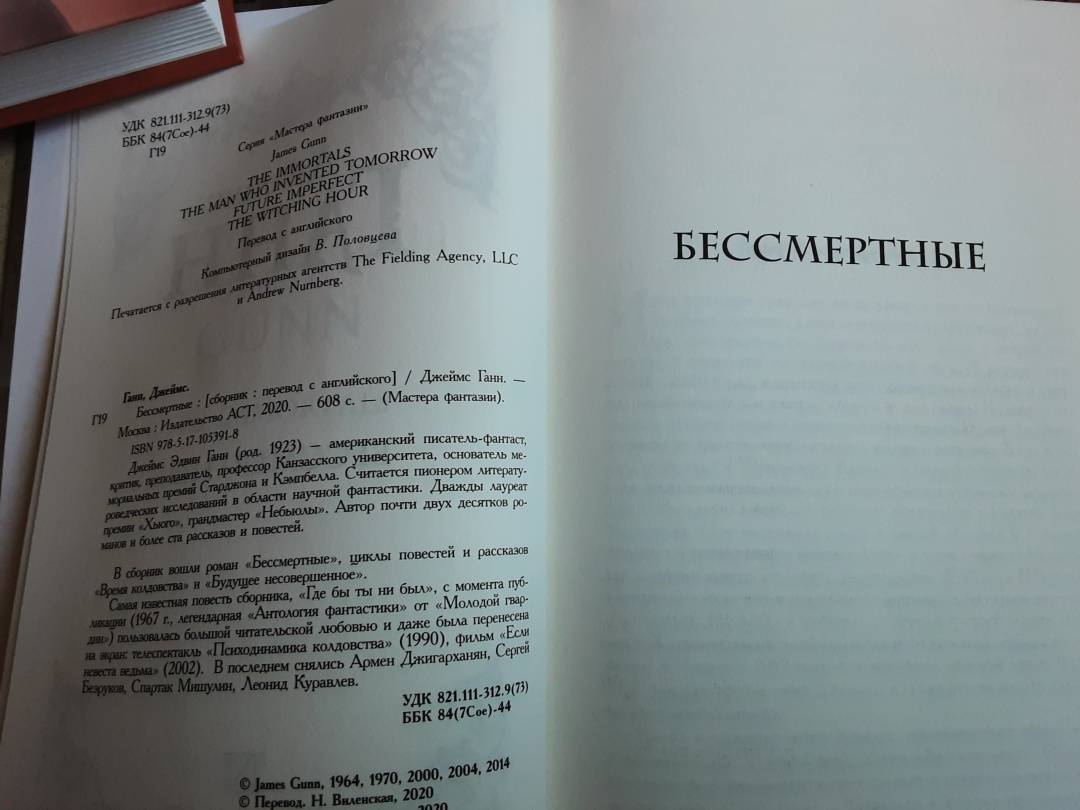 УДК 821.111-312.9(73)
ББК 84(7Сое)-44
Г19
Серия «Мастера фантазии»
James Gunn
THE IMMORTALS
THE MAN WHO INVENTED TOMORROW
FUTURE IMPERFECT
THE WITCHING HOUR
Перевод с английского
Компьютерный дизайн В. Половцева
Печатается с разрешения литературных агентств The Fielding Agency, LLC
и Andrew Nurnberg.
Ганн, Джеймс.
Г19 Бессмертные : [сборник : перевод с английского] / Джеймс Ганн. —
Москва : Издательство АСТ, 2020. — 608 с. — (Мастера фантазии).
ISBN 978-5-17-105391-8
Джеймс Эдвин Ганн (род. 1923) — американский писатель-фантаст,
критик, преподаватель, профессор Канзасского университета, основатель ме-
мориальных премий Старджона и Кэмпбелла. Считается пионером литерату-
роведческих исследований в области научной фантастики. Дважды лауреат
премии «Хьюго», грандмастер «Небьюлы». Автор почти двух десятков ро-
манов и более ста рассказов и повестей.
В сборник вошли роман «Бессмертные», циклы повестей и рассказов
«Время колдовства» и «Будущее несовершенное».
Самая известная повесть сборника, «Где бы ты ни был», с момента пуб-
ликации (1967 г., легендарная «Антология фантастики» от «Молодой гвар-
дии») пользовалась большой читательской любовью и даже была перенесена
на экран: телеспектакль «Психодинамика колдовства» (1990), фильм «Если
невеста ведьма» (2002). В последнем снялись Армен Джигарханян, Сергей
Безруков, Спартак Мишулин, Леонид Куравлев.
УДК 821.111-312.9(73)
ББК 84(7Сое)-44
© James Gunn, 1964, 1970, 2000, 2004, 2014
© Перевод. Н. Виленская, 2020
2020
БЕССМЕРТНЫЕ